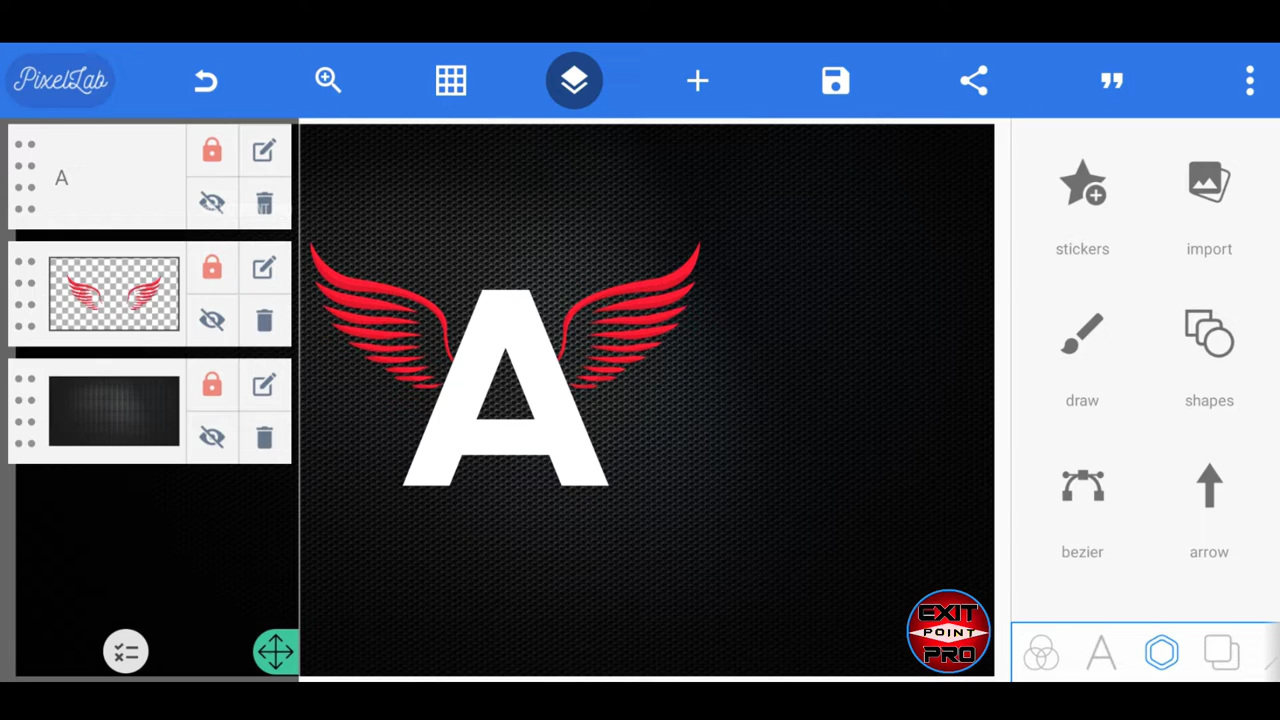 PixelLab
A
A
stickers
import
draw
shapes
bezier
arrow
A
EXIT
POINT
PRO